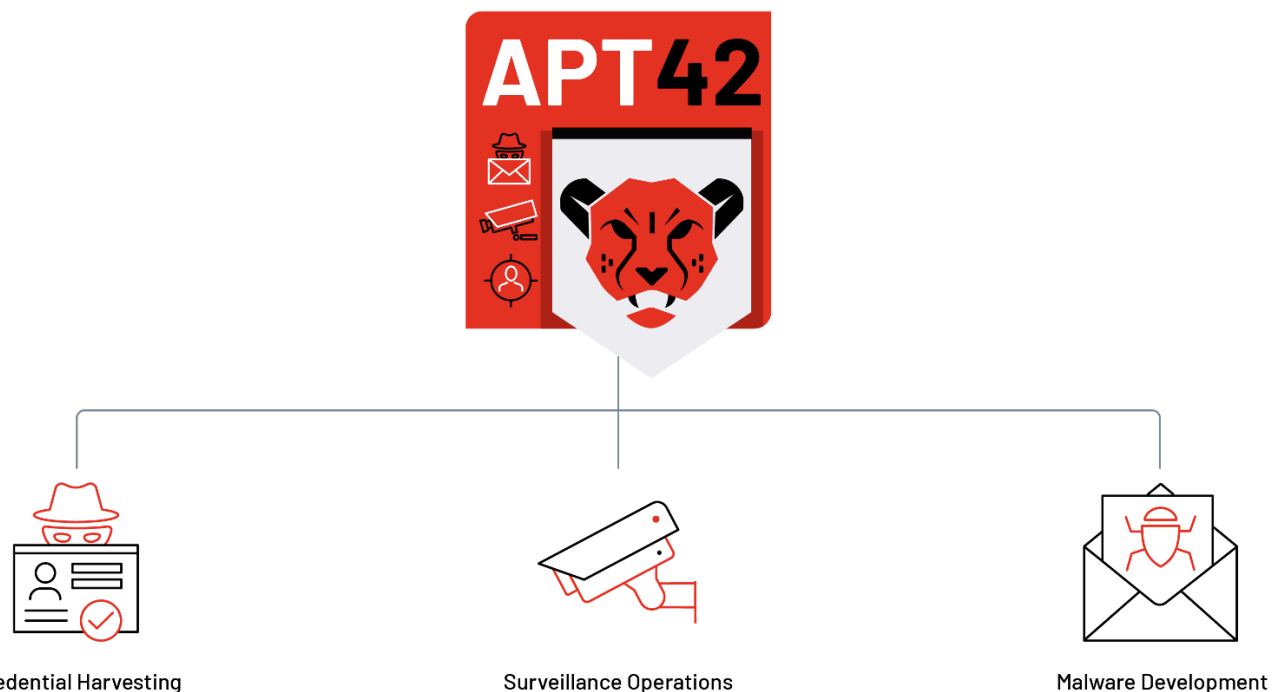 APT42
edential Harvesting
Surveillance Operations
Malware Development